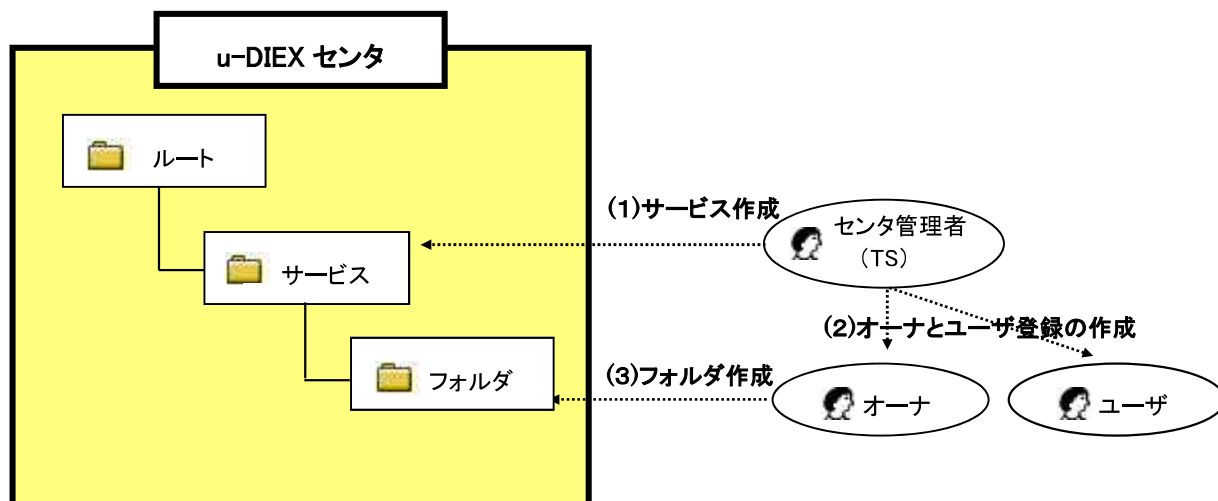 u-DIEX センタ
ルート
(1)サービス作成
センタ管理者
(TS)
サービス
(2)オーナとユーザ登録の作成
フォルダ
(3)フォルダ作成
オーナ
ユーザ